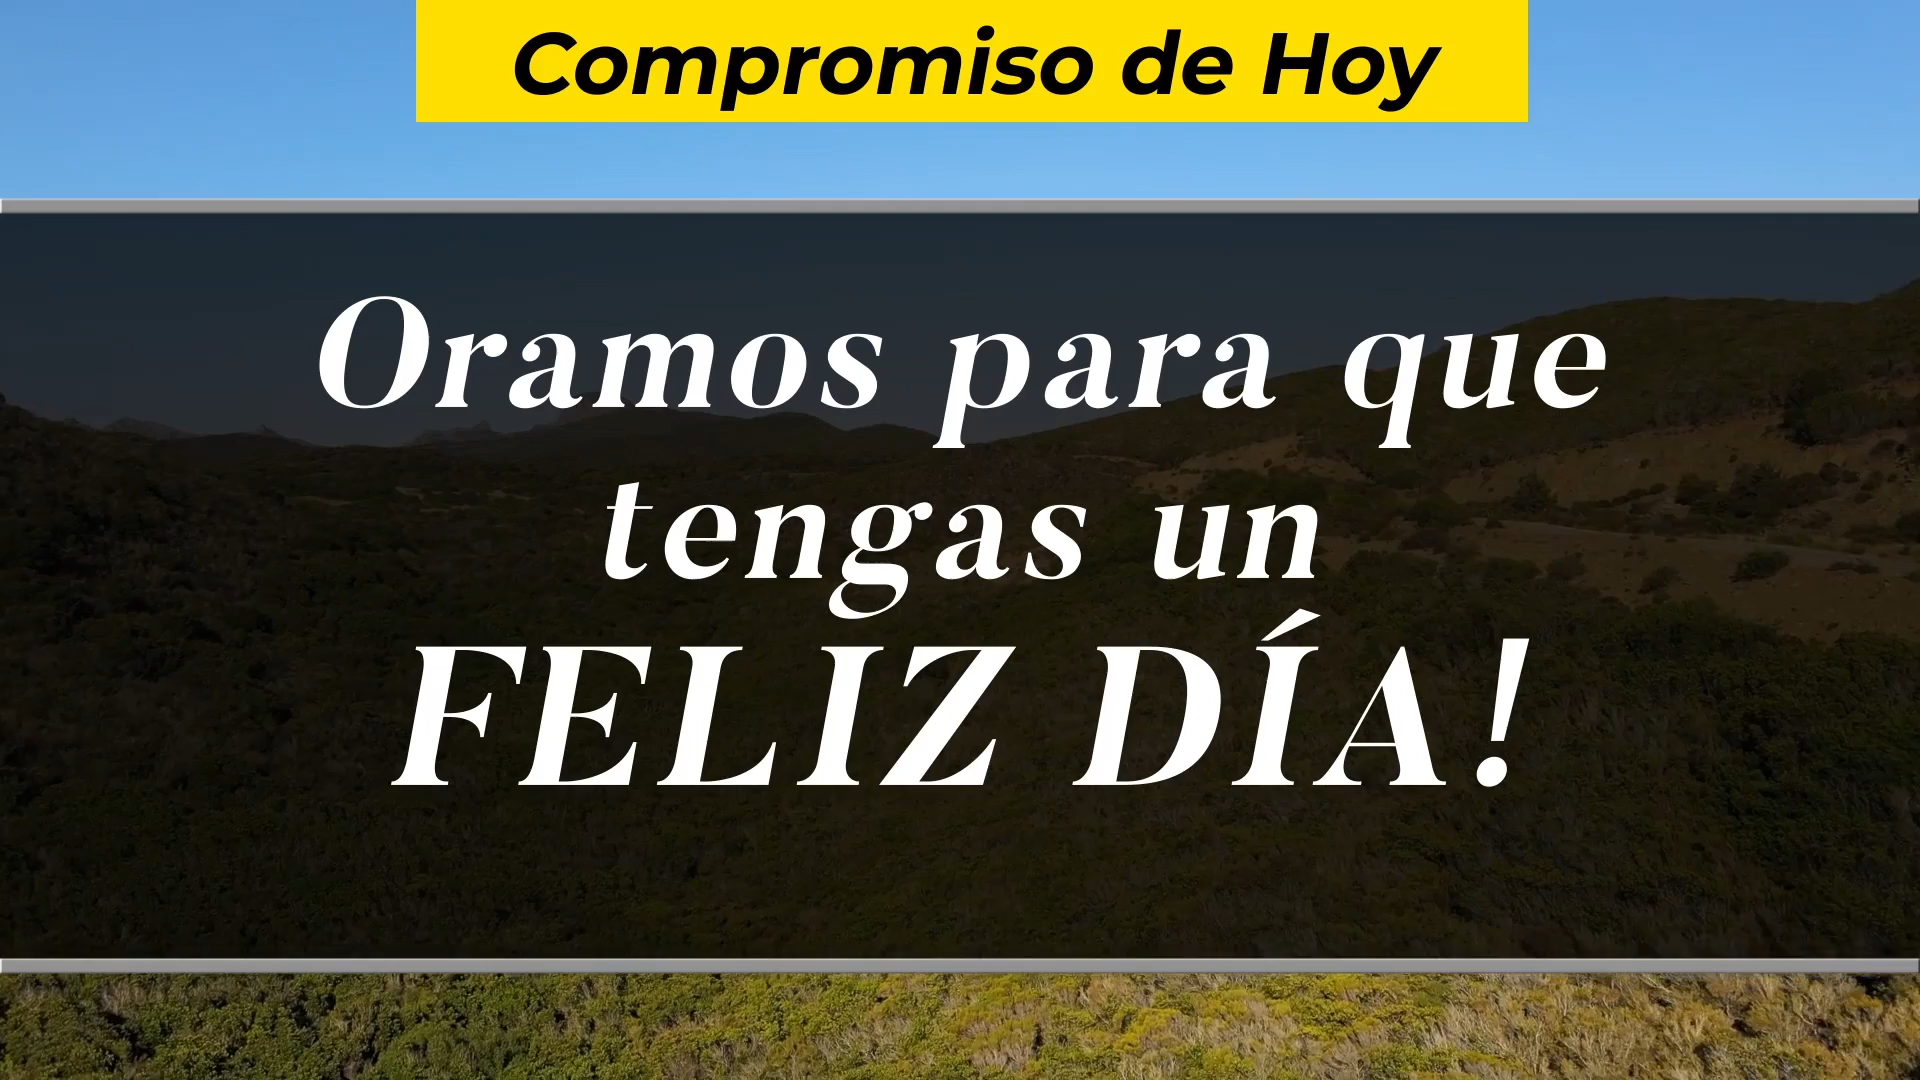 Compromiso de Hoy
Oramos para que
tengas un
FELIZ DÍA!